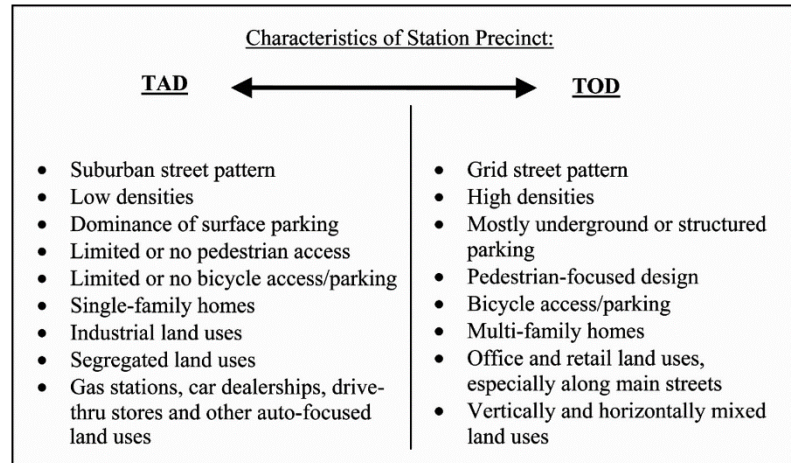 Characteristics of Station Precinct:
TAD
TOD
• Suburban street pattern
• Low densities
• Dominance of surface parking
• Limited or no pedestrian access
• Limited or no bicycle access/parking
• Single-family homes
• Industrial land uses
• Segregated land uses
• Gas stations, car dealerships, drive-
thru stores and other auto-focused
land uses
• Grid street pattern
• High densities
• Mostly underground or structured
parking
• Pedestrian-focused design
• Bicycle access/parking
• Multi-family homes
• Office and retail land uses,
especially along main streets
• Vertically and horizontally mixed
land uses